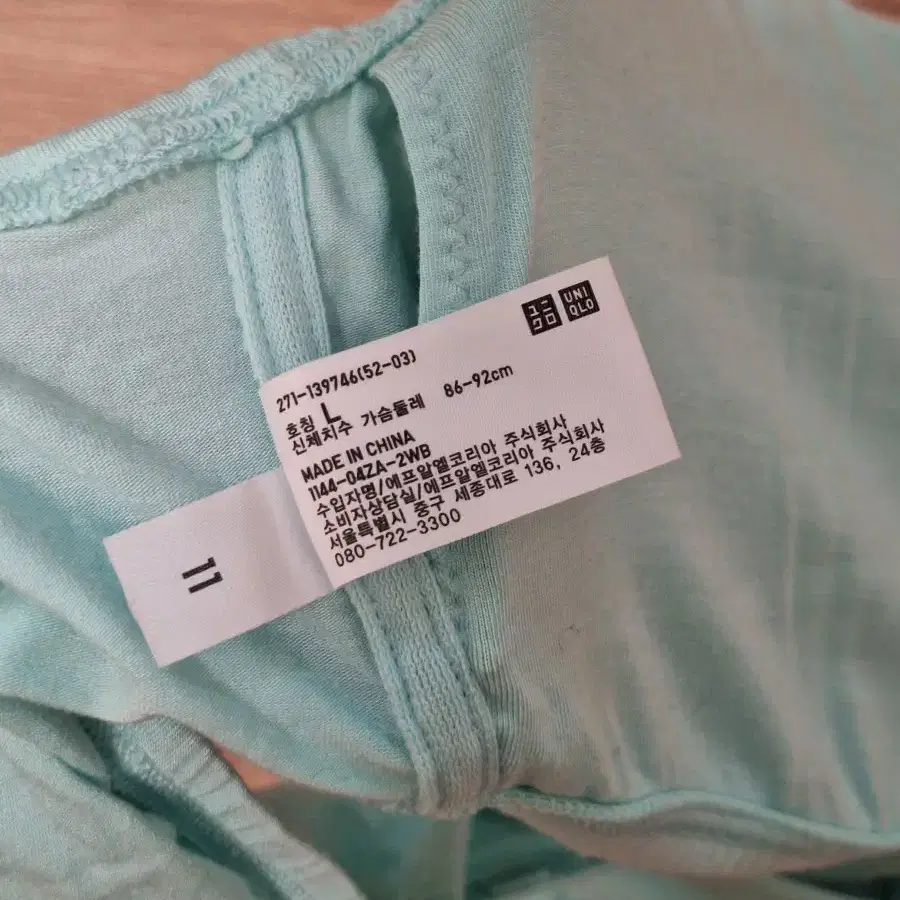 ユニ
クロ
UNI
QLO
271-139746(52-03)
호칭 L
신체치수 가슴둘레 86-92cm
MADE IN CHINA
1144-04ZA-2WB
수입자명/에프알엘코리아 주식회사
소비자상담실/에프알엘코리아 주식회사
서울특별시 중구 세종대로 136, 24층
080-722-3300
11